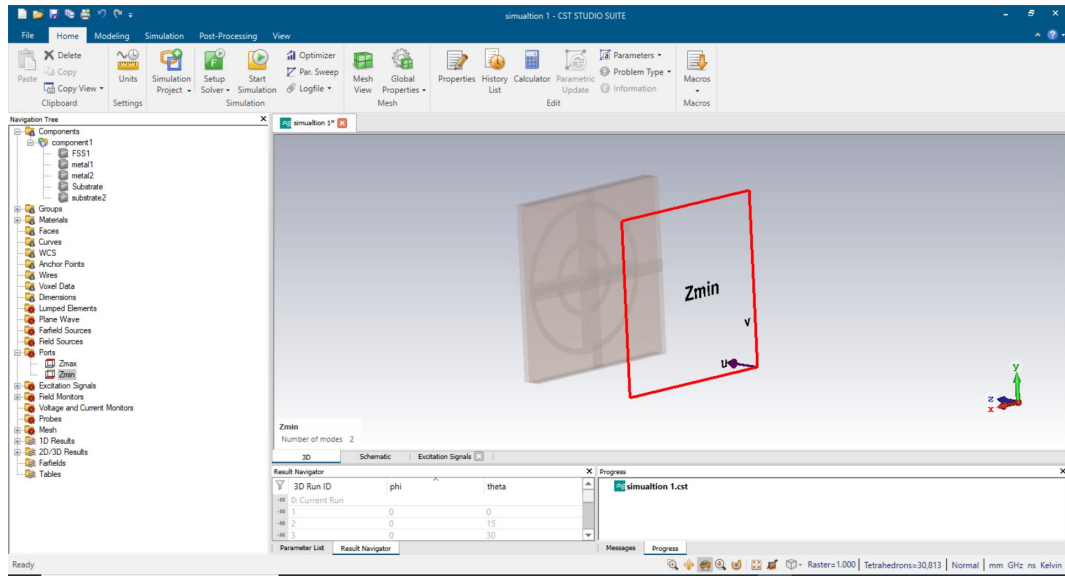 simualtion 1 - CST STUDIO SUITE
File Home Modeling Simulation Post-Processing View
Paste
Delete
Copy
Copy View
Clipboard
Units
Settings
Simulation Project
Setup Solver
Start Simulation
Optimizer
Par. Sweep
Logfile
Simulation
Mesh View
Global Properties
Mesh
Properties
History List
Calculator
Parametric Update
Parameters
Problem Type
Information
Edit
Macros
Macros
Navigation Tree
Components
component1
FSS1
metal1
metal2
Substrate
substrate2
Groups
Materials
Faces
Curves
WCS
Anchor Points
Wires
Voxel Data
Dimensions
Lumped Elements
Plane Wave
Farfield Sources
Field Sources
Ports
Zmax
Zmin
Excitation Signals
Field Monitors
Voltage and Current Monitors
Probes
Mesh
1D Results
2D/3D Results
Farfields
Tables
simualtion 1*
Zmin
v
U
y
z
x
Zmin
Number of modes 2
3D Schematic Excitation Signals
Result Navigator
3D Run ID phi theta
0: Current Run
1 0 0
2 0 15
3 0 30
Parameter List Result Navigator
Progress
simualtion 1.cst
Messages Progress
Ready
Raster=1.000 Tetrahedrons=30,813 Normal mm GHz ns Kelvin